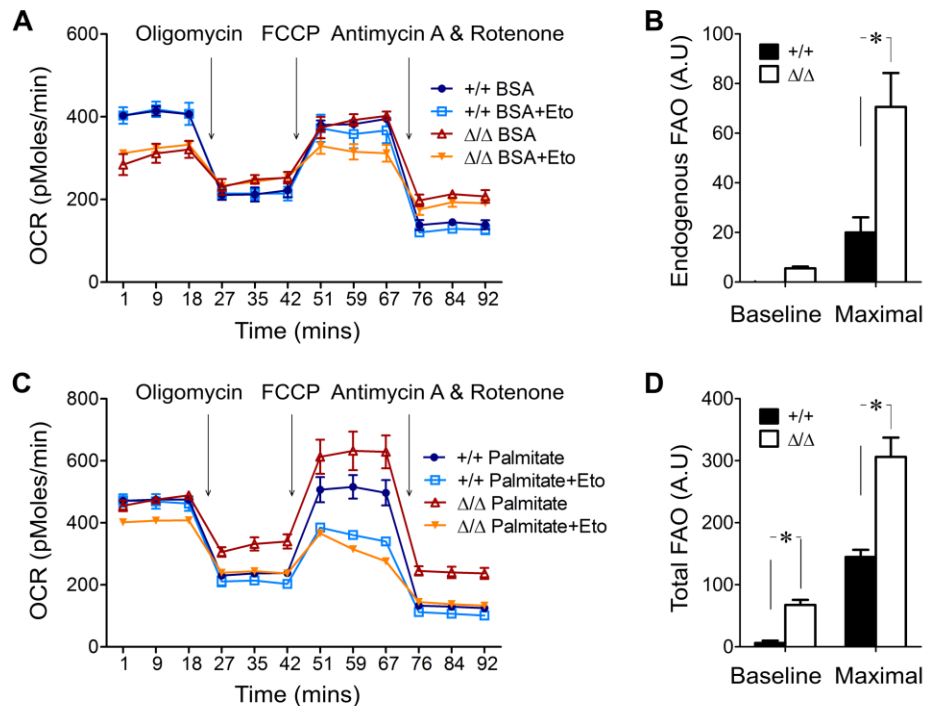 A
600
400
200
0
OCR (pMoles/min)
Oligomycin FCCP Antimycin A & Rotenone
+/+ BSA
+/+ BSA+Eto
Δ/Δ BSA
Δ/Δ BSA+Eto
1 9 18 27 35 42 51 59 67 76 84 92
Time (mins)
B
100
80
60
40
20
0
Endogenous FAO (A.U)
+/+
Δ/Δ
*
Baseline Maximal
C
800
600
400
200
0
OCR (pMoles/min)
Oligomycin FCCP Antimycin A & Rotenone
+/+ Palmitate
+/+ Palmitate+Eto
Δ/Δ Palmitate
Δ/Δ Palmitate+Eto
1 9 18 27 35 42 51 59 67 76 84 92
Time (mins)
D
400
300
200
100
0
Total FAO (A.U)
+/+
Δ/Δ
*
*
Baseline Maximal